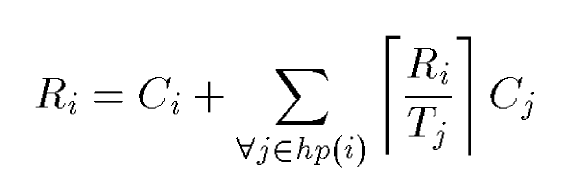 R_i = C_i + \sum_{\forall j \in hp(i)} \left\lceil \frac{R_i}{T_j} \right\rceil C_j